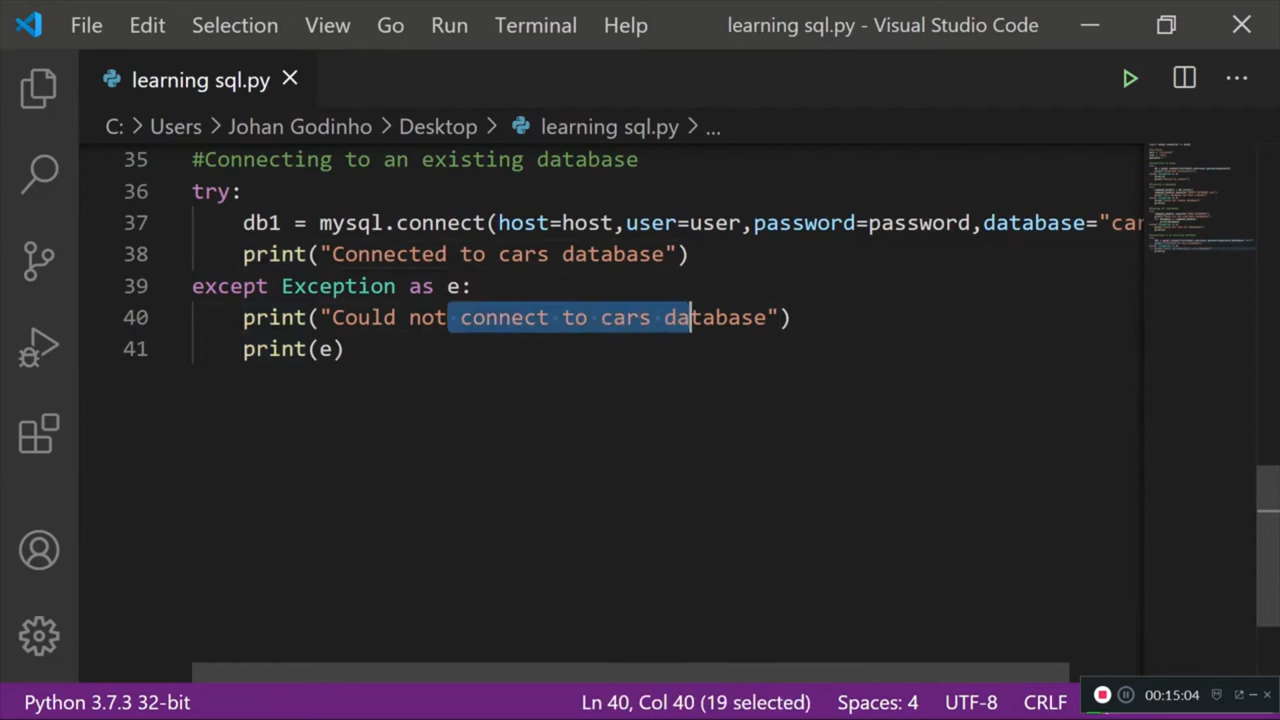 File Edit Selection View Go Run Terminal Help learning sql.py - Visual Studio Code
learning sql.py
C: > Users > Johan Godinho > Desktop > learning sql.py > ...
35 #Connecting to an existing database
36 try:
37 db1 = mysql.connect(host=host,user=user,password=password,database="car
38 print("Connected to cars database")
39 except Exception as e:
40 print("Could not connect to cars database")
41 print(e)
Python 3.7.3 32-bit Ln 40, Col 40 (19 selected) Spaces: 4 UTF-8 CRLF 00:15:04